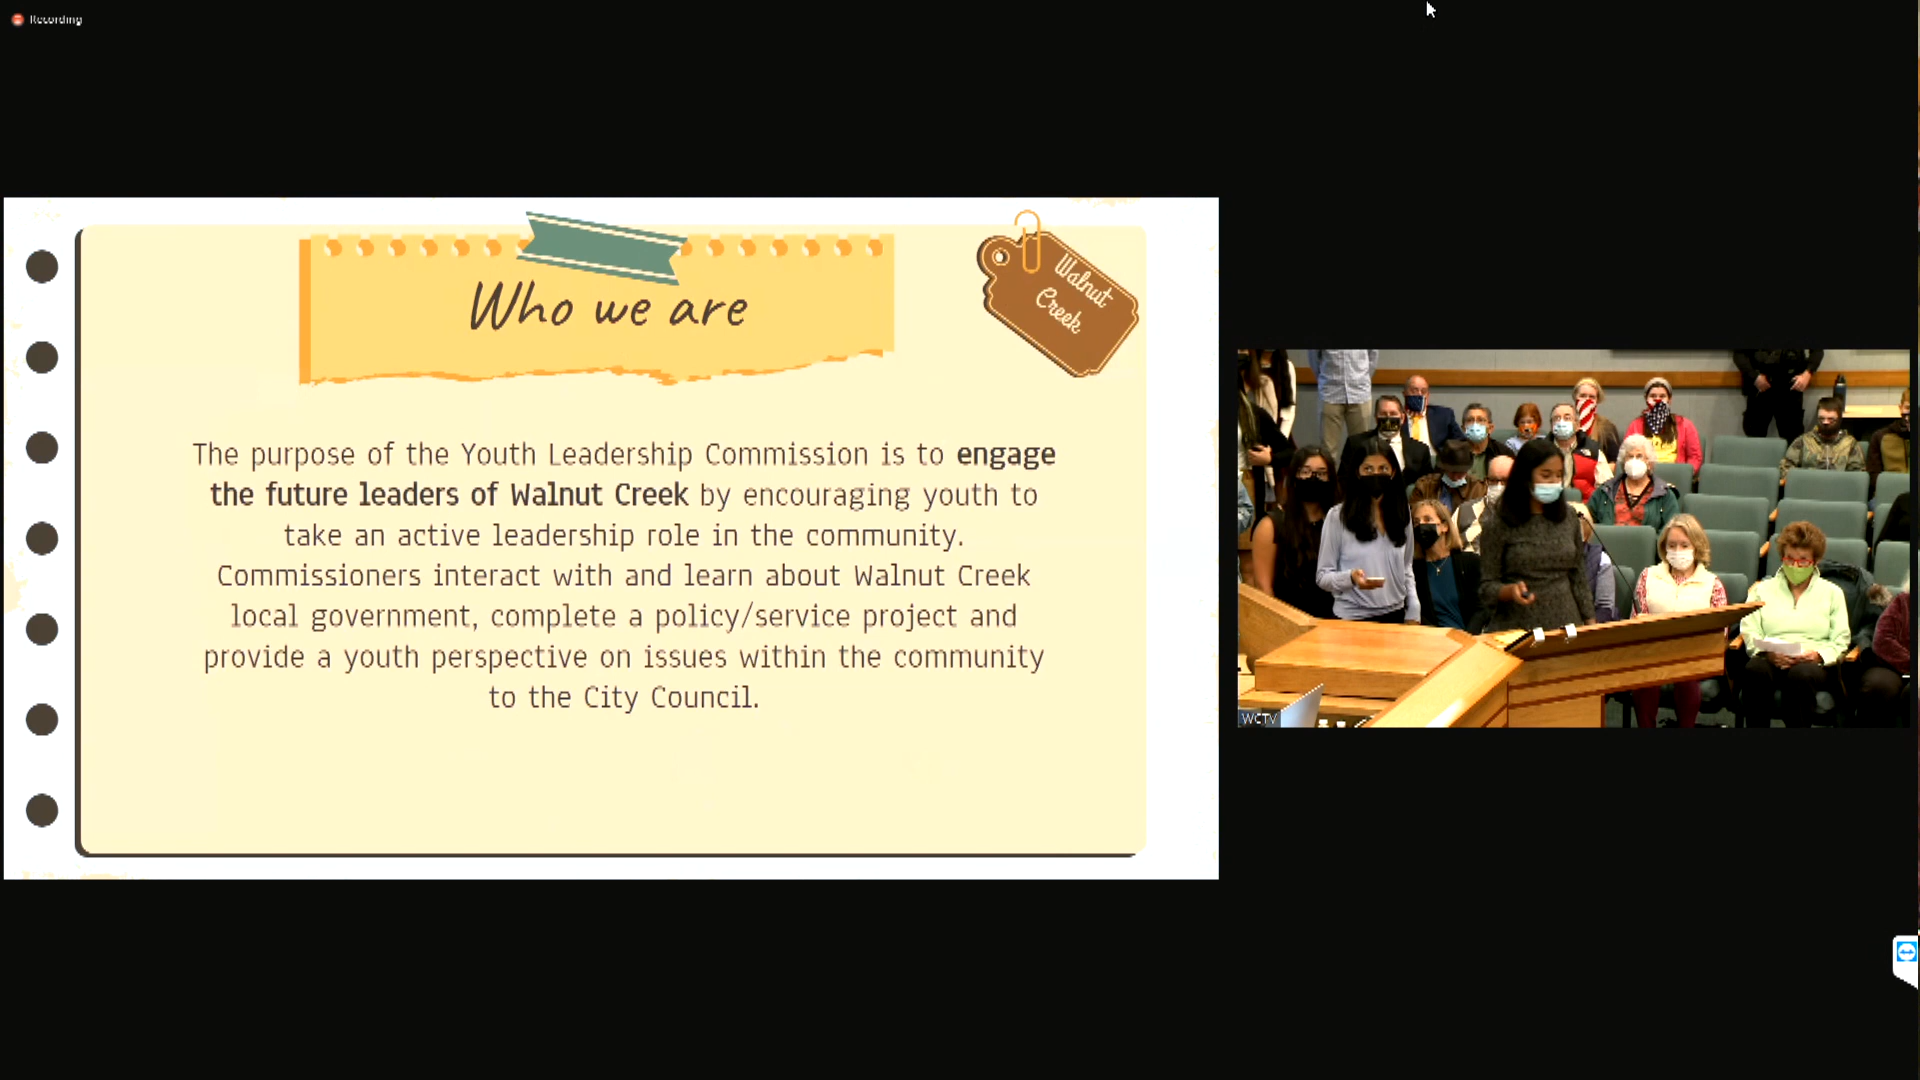 Recording
Who we are
Walnut
Creek
The purpose of the Youth Leadership Commission is to engage
the future leaders of Walnut Creek by encouraging youth to
take an active leadership role in the community.
Commissioners interact with and learn about Walnut Creek
local government, complete a policy/service project and
provide a youth perspective on issues within the community
to the City Council.
WCTV